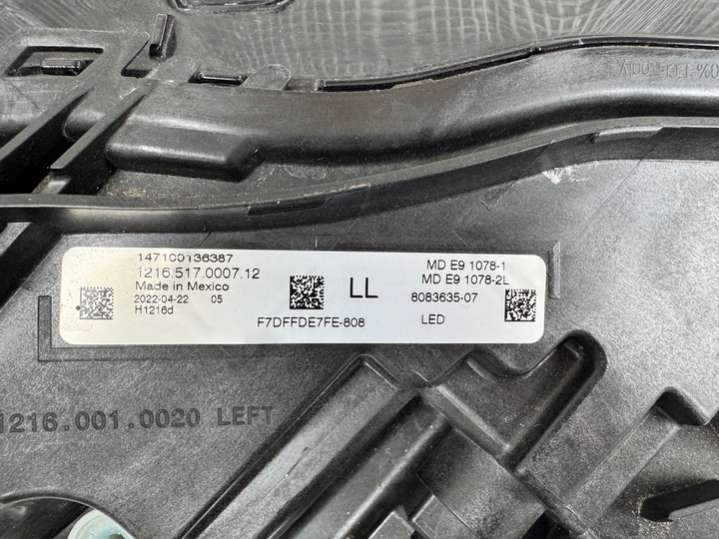 147100136387
1216.517.0007.12
Made in Mexico
2022-04-22 05
H1216d
LL
F7DFFDE7FE-808
MD E9 1078-1
MD E9 1078-2L
8083635-07
LED
1216.001.0020 LEFT